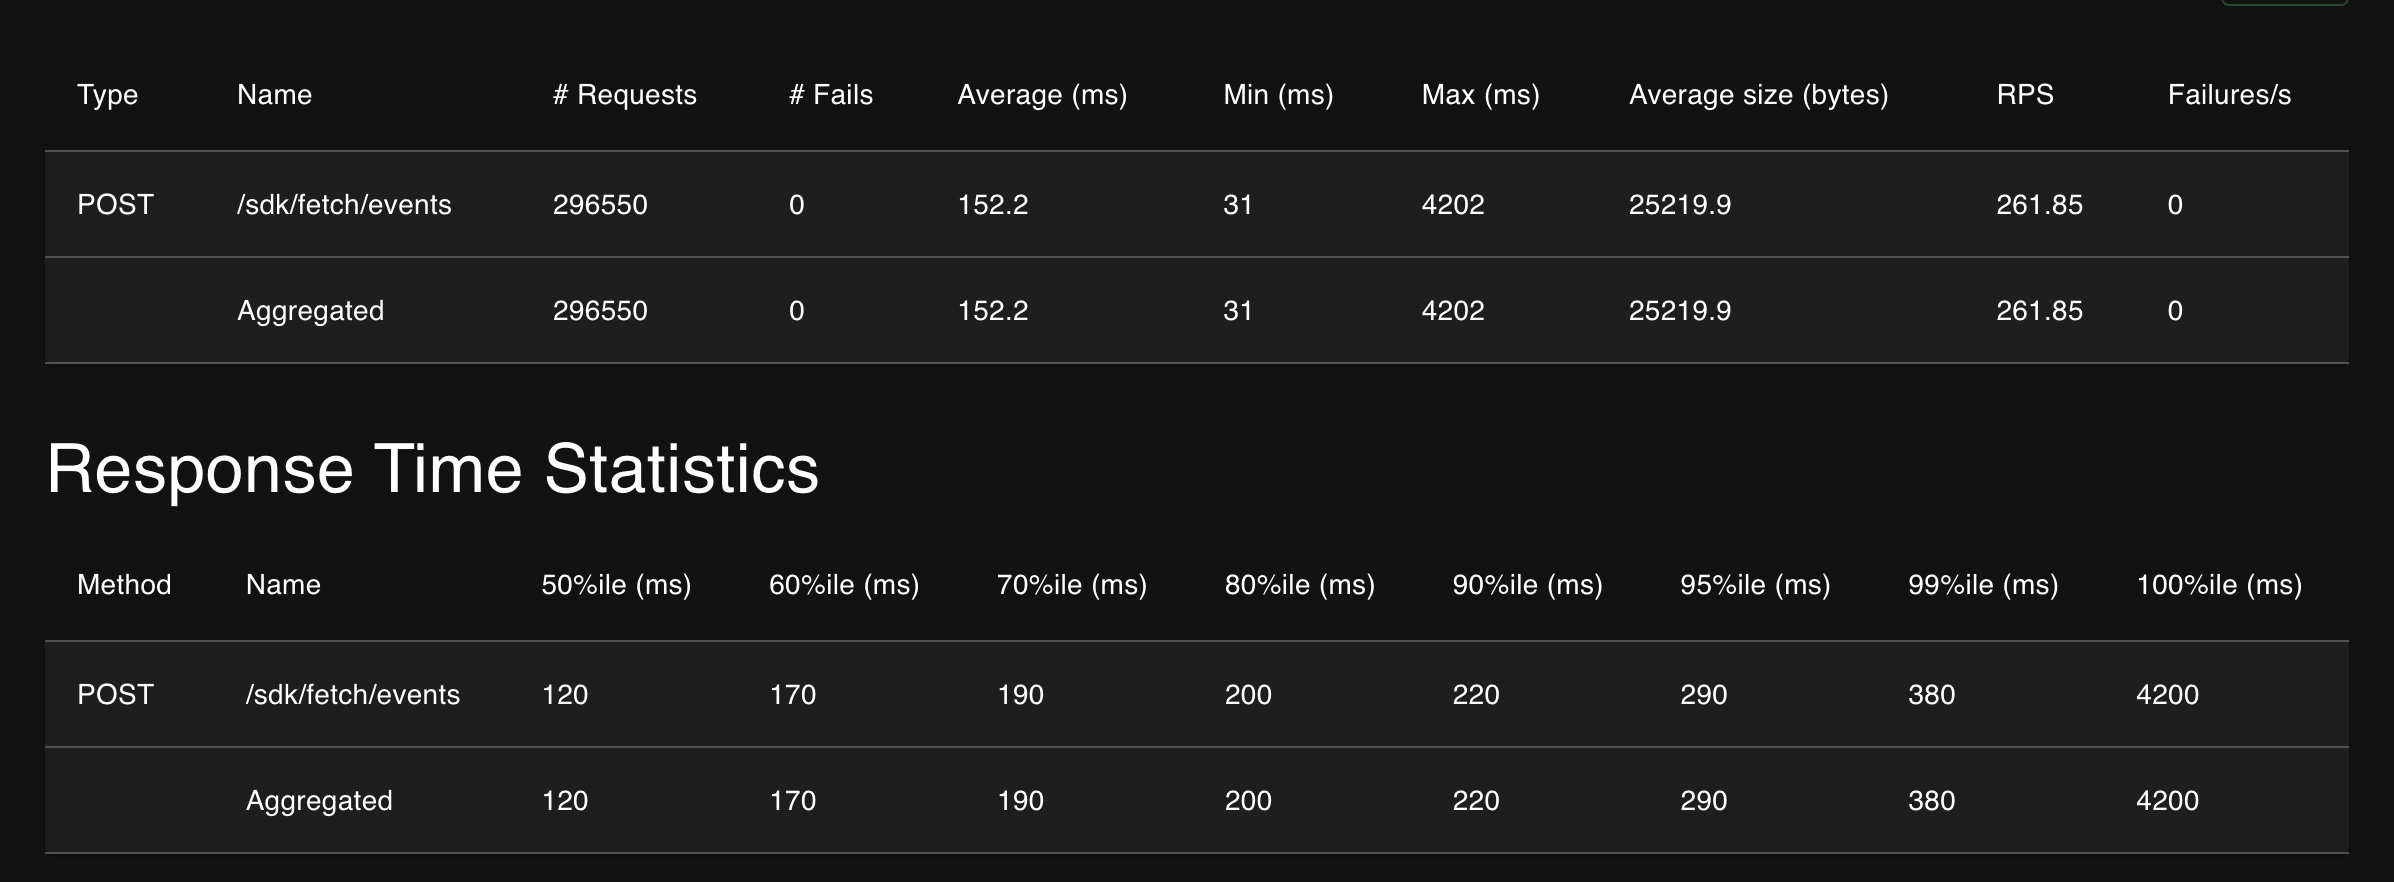 Type Name # Requests # Fails Average (ms) Min (ms) Max (ms) Average size (bytes) RPS Failures/s
POST /sdk/fetch/events 296550 0 152.2 31 4202 25219.9 261.85 0
Aggregated 296550 0 152.2 31 4202 25219.9 261.85 0
Response Time Statistics
Method Name 50%ile (ms) 60%ile (ms) 70%ile (ms) 80%ile (ms) 90%ile (ms) 95%ile (ms) 99%ile (ms) 100%ile (ms)
POST /sdk/fetch/events 120 170 190 200 220 290 380 4200
Aggregated 120 170 190 200 220 290 380 4200